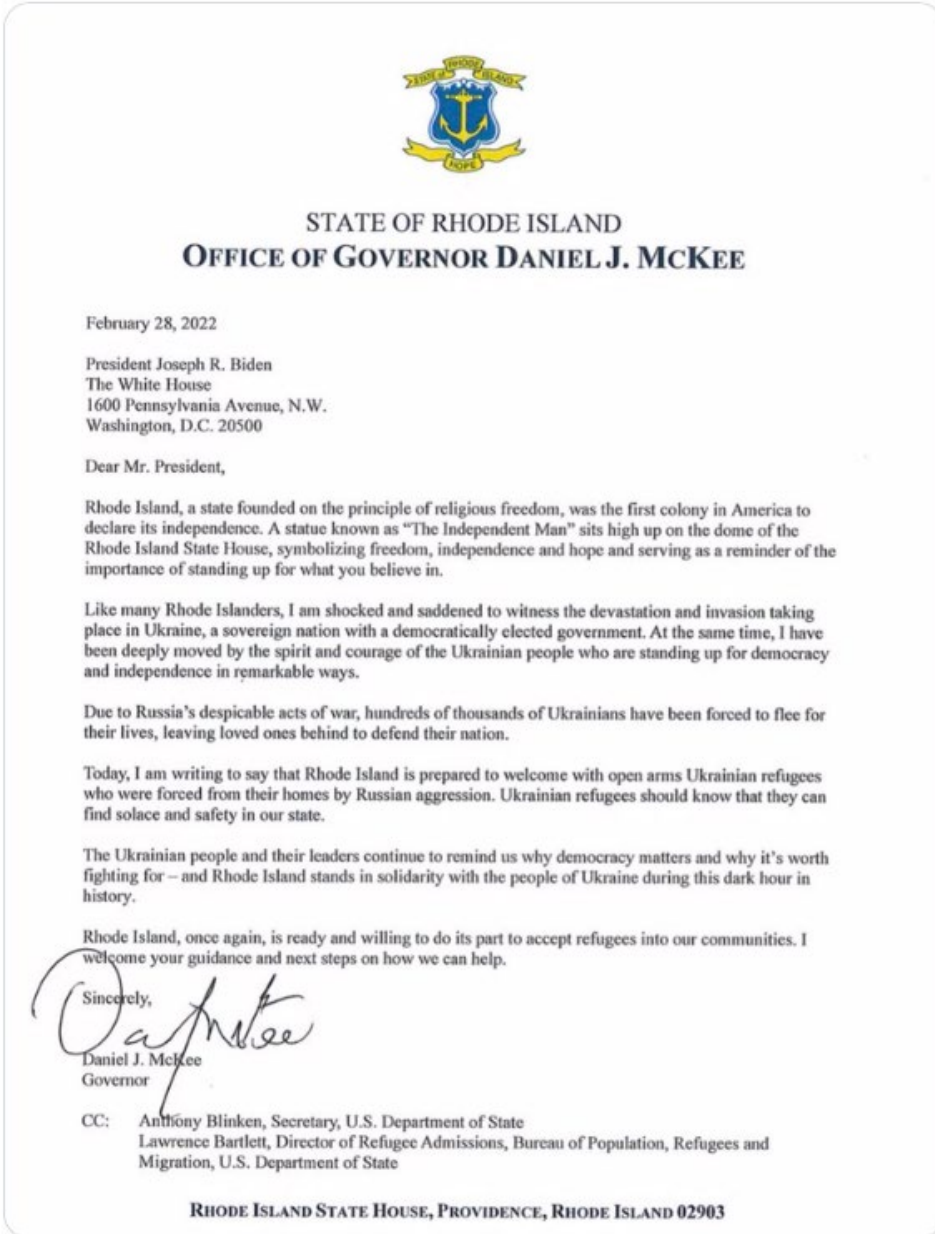 STATE of RHODE ISLAND
HOPE
STATE OF RHODE ISLAND
OFFICE OF GOVERNOR DANIEL J. MCKEE
February 28, 2022
President Joseph R. Biden
The White House
1600 Pennsylvania Avenue, N.W.
Washington, D.C. 20500
Dear Mr. President,
Rhode Island, a state founded on the principle of religious freedom, was the first colony in America to
declare its independence. A statue known as “The Independent Man” sits high up on the dome of the
Rhode Island State House, symbolizing freedom, independence and hope and serving as a reminder of the
importance of standing up for what you believe in.
Like many Rhode Islanders, I am shocked and saddened to witness the devastation and invasion taking
place in Ukraine, a sovereign nation with a democratically elected government. At the same time, I have
been deeply moved by the spirit and courage of the Ukrainian people who are standing up for democracy
and independence in remarkable ways.
Due to Russia’s despicable acts of war, hundreds of thousands of Ukrainians have been forced to flee for
their lives, leaving loved ones behind to defend their nation.
Today, I am writing to say that Rhode Island is prepared to welcome with open arms Ukrainian refugees
who were forced from their homes by Russian aggression. Ukrainian refugees should know that they can
find solace and safety in our state.
The Ukrainian people and their leaders continue to remind us why democracy matters and why it’s worth
fighting for – and Rhode Island stands in solidarity with the people of Ukraine during this dark hour in
history.
Rhode Island, once again, is ready and willing to do its part to accept refugees into our communities. I
welcome your guidance and next steps on how we can help.
Sincerely,
Daniel J. McKee
Governor
CC: Anthony Blinken, Secretary, U.S. Department of State
Lawrence Bartlett, Director of Refugee Admissions, Bureau of Population, Refugees and
Migration, U.S. Department of State
RHODE ISLAND STATE HOUSE, PROVIDENCE, RHODE ISLAND 02903